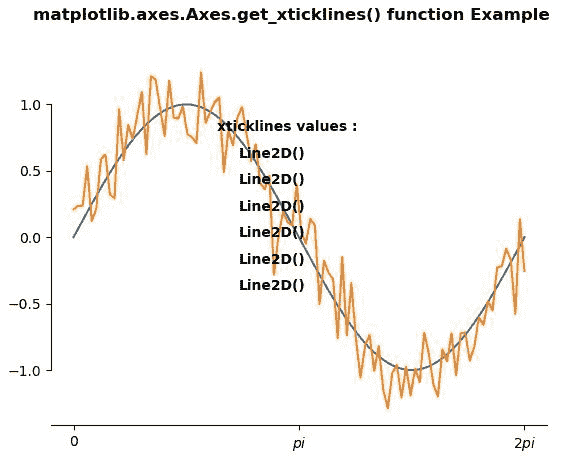 matplotlib.axes.Axes.get_xticklines() function Example
xticklines values :
Line2D()
Line2D()
Line2D()
Line2D()
Line2D()
Line2D()
1.0
0.5
0.0
−0.5
−1.0
0 pi 2pi